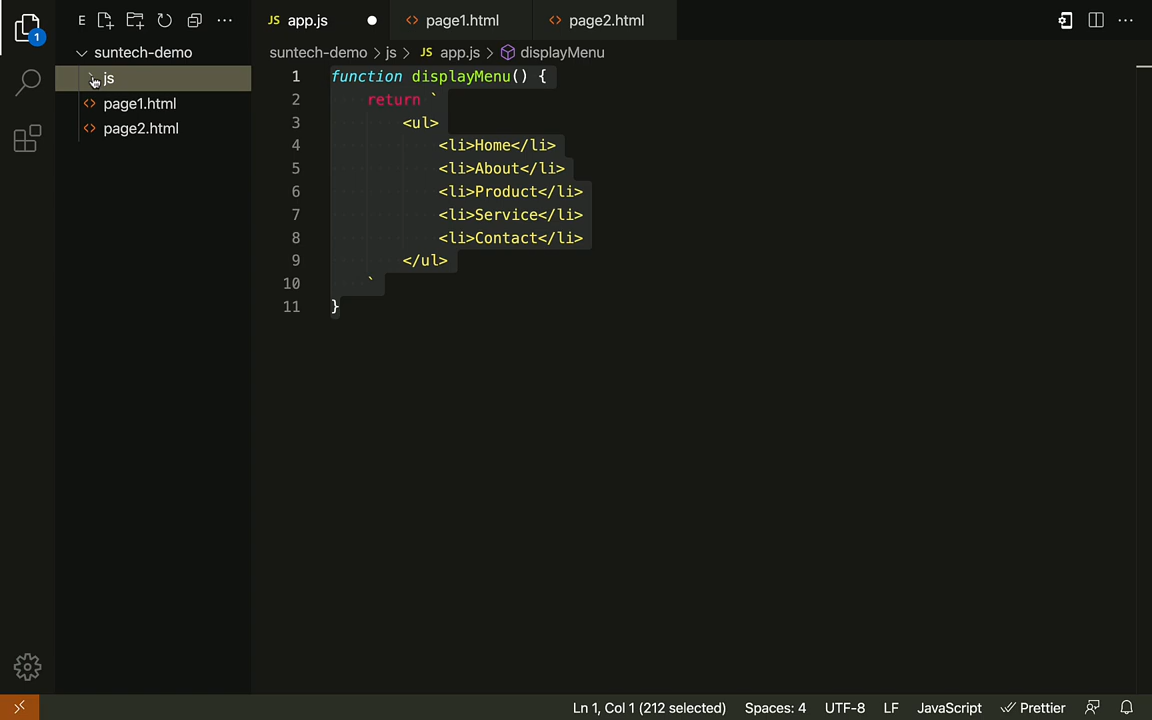 1
E
JS app.js
<> page1.html
<> page2.html
suntech-demo
suntech-demo > js > JS app.js > displayMenu
js
page1.html
page2.html
1 function displayMenu() {
2     return `
3         <ul>
4             <li>Home</li>
5             <li>About</li>
6             <li>Product</li>
7             <li>Service</li>
8             <li>Contact</li>
9         </ul>
10     `
11 }
Ln 1, Col 1 (212 selected) Spaces: 4 UTF-8 LF JavaScript Prettier